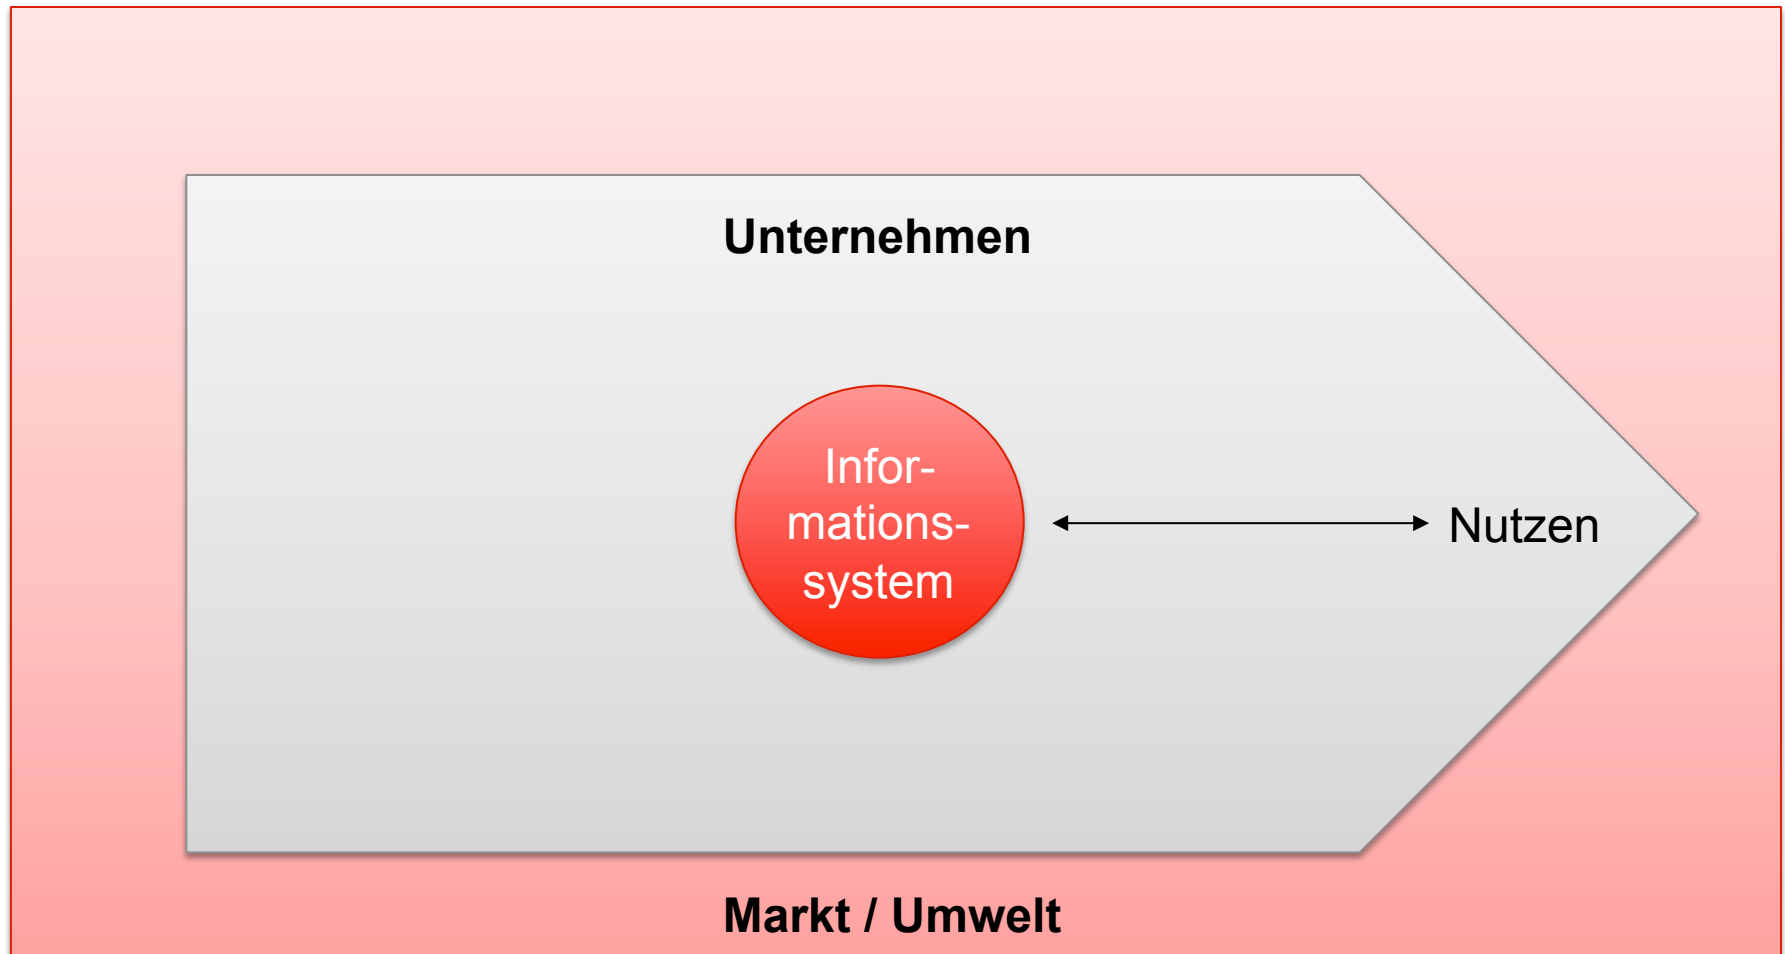 Unternehmen
Infor-
mations-
system
Nutzen
Markt / Umwelt